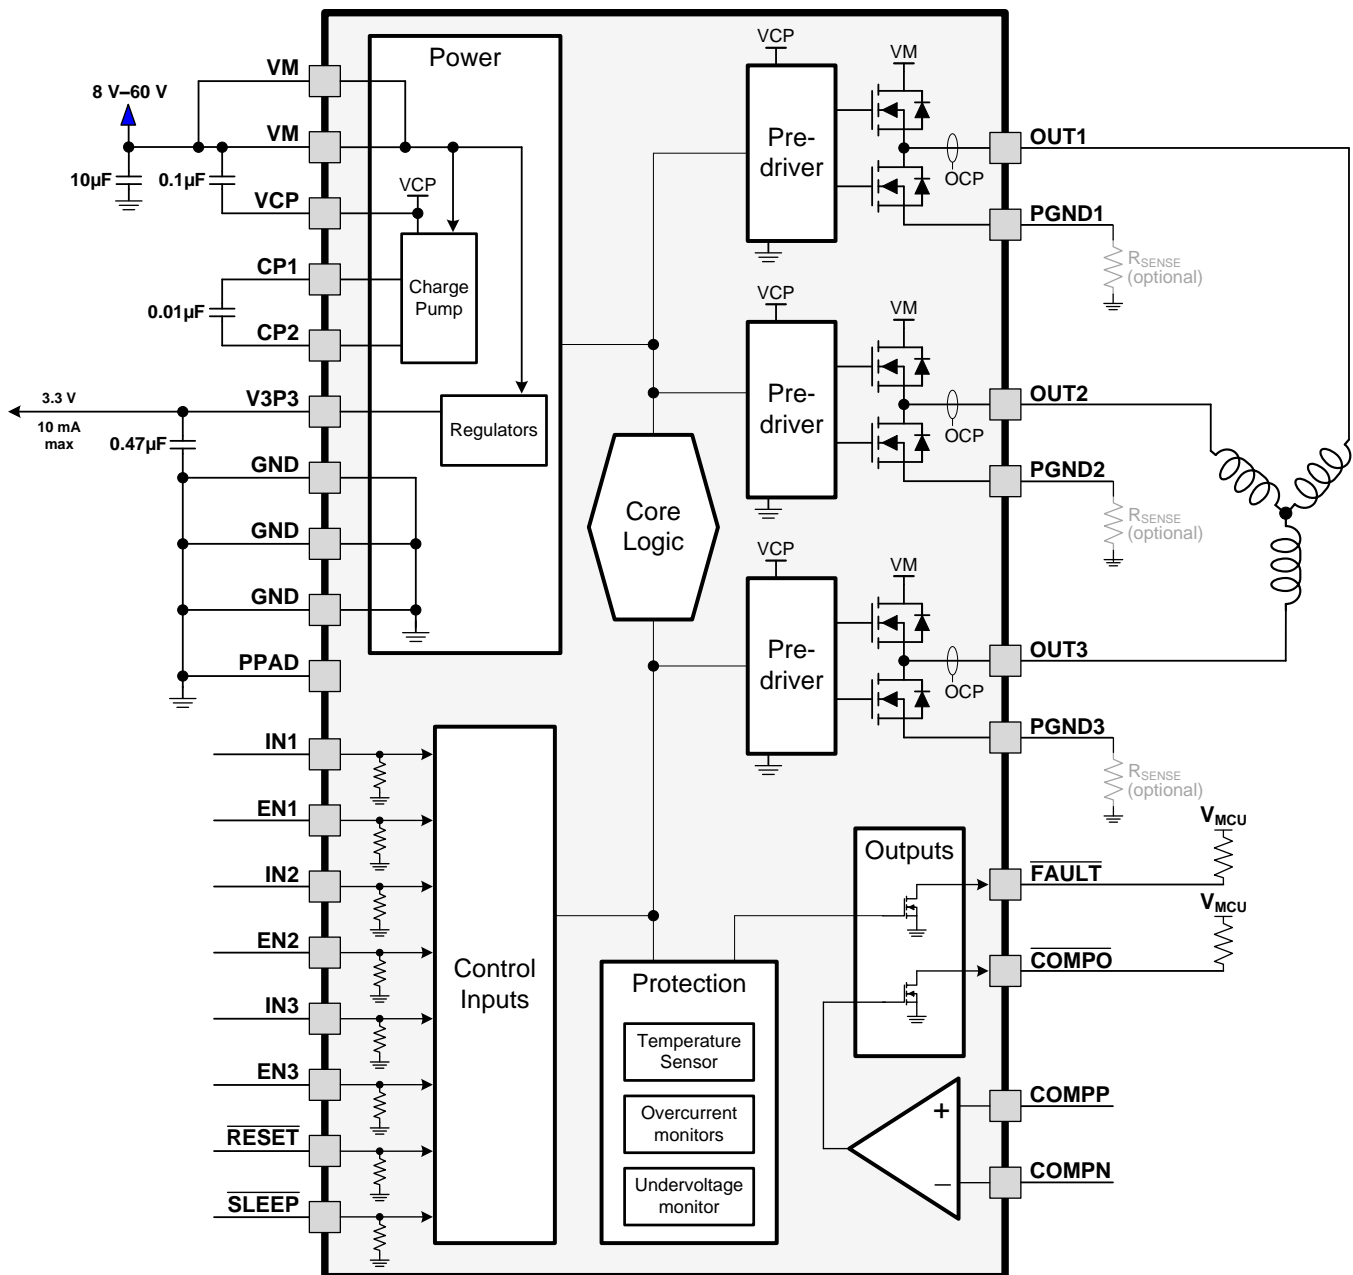 Power
VM
8 V–60 V
VM
10µF
0.1µF
VCP
VCP
CP1
Charge
Pump
0.01µF
CP2
3.3 V
V3P3
10 mA
max
0.47µF
Regulators
GND
GND
GND
PPAD
Core
Logic
VCP
VM
Pre-
driver
OCP
OUT1
PGND1
RSENSE
(optional)
VCP
VM
Pre-
driver
OCP
OUT2
PGND2
RSENSE
(optional)
VCP
VM
Pre-
driver
OCP
OUT3
PGND3
RSENSE
(optional)
IN1
EN1
IN2
EN2
IN3
EN3
RESET
SLEEP
Control
Inputs
Protection
Temperature
Sensor
Overcurrent
monitors
Undervoltage
monitor
Outputs
VMCU
FAULT
VMCU
COMPO
+
COMPP
–
COMPN